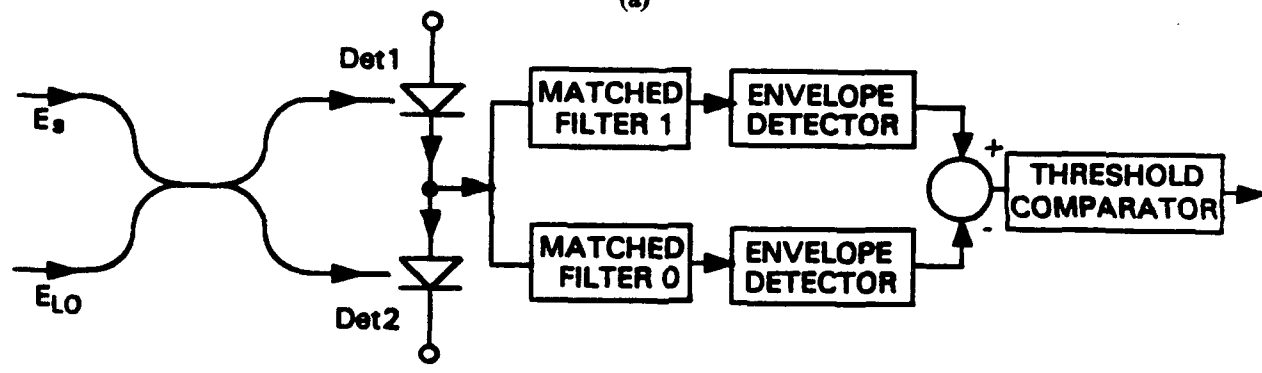 (a)
Det1
Es
ELO
Det2
MATCHED
FILTER 1
ENVELOPE
DETECTOR
MATCHED
FILTER 0
ENVELOPE
DETECTOR
+
-
THRESHOLD
COMPARATOR